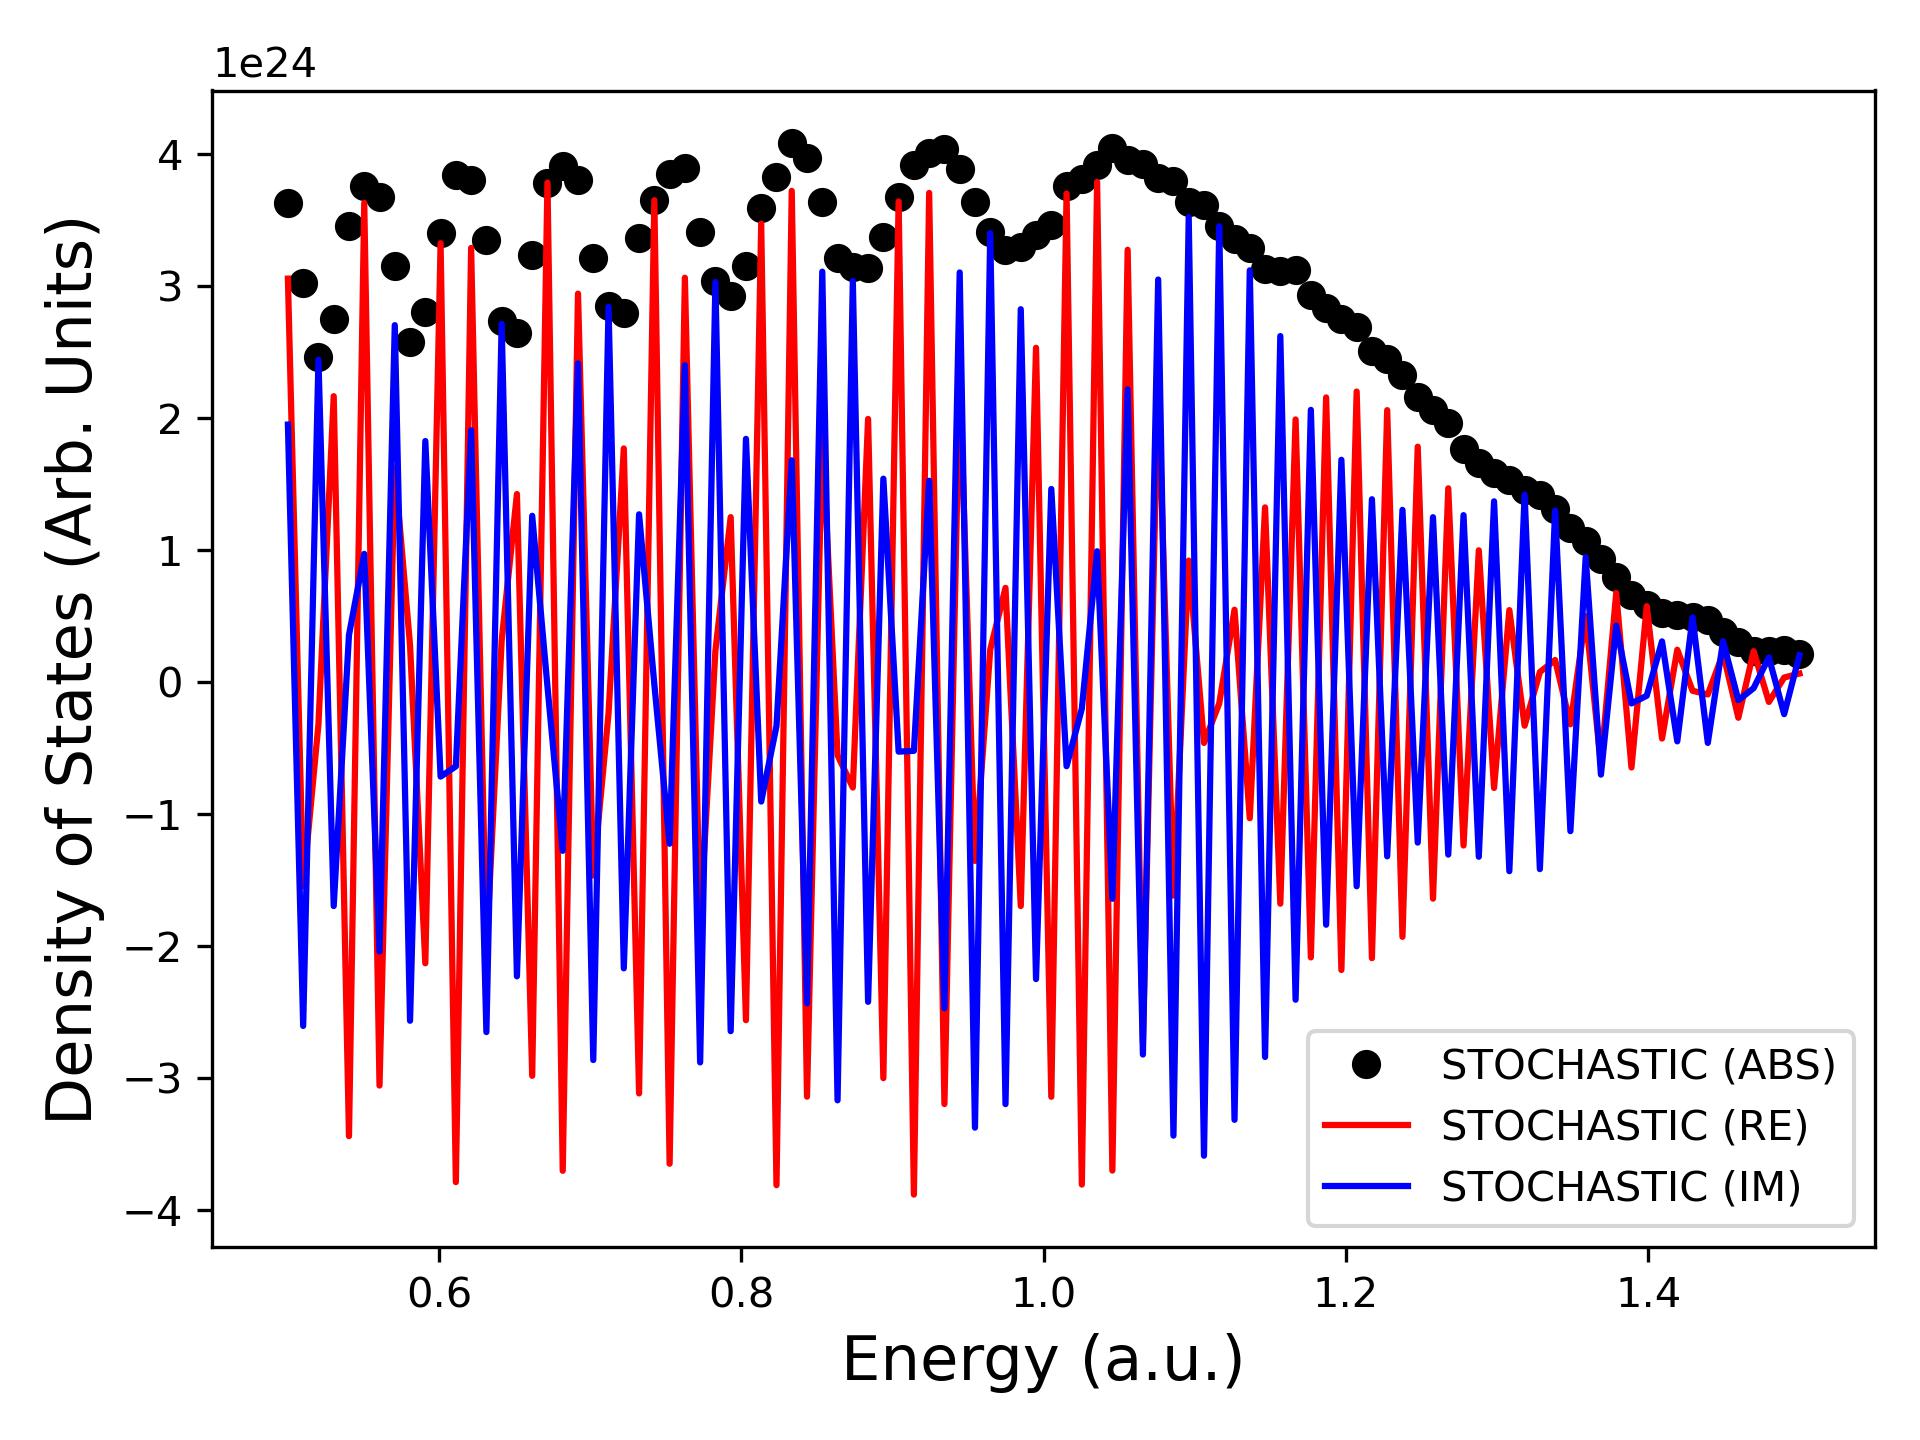 1e24
4
3
2
1
0
−1
−2
−3
−4
Density of States (Arb. Units)
STOCHASTIC (ABS)
STOCHASTIC (RE)
STOCHASTIC (IM)
0.6 0.8 1.0 1.2 1.4
Energy (a.u.)